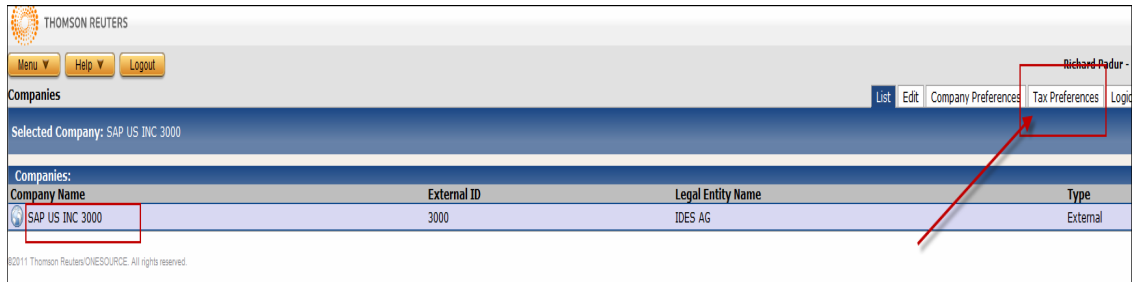 THOMSON REUTERS
Menu ▼ Help ▼ Logout
Richard Padur -
Companies
List Edit Company Preferences Tax Preferences Logic
Selected Company: SAP US INC 3000
Companies:
Company Name External ID Legal Entity Name Type
SAP US INC 3000 3000 IDES AG External
©2011 Thomson Reuters/ONESOURCE. All rights reserved.